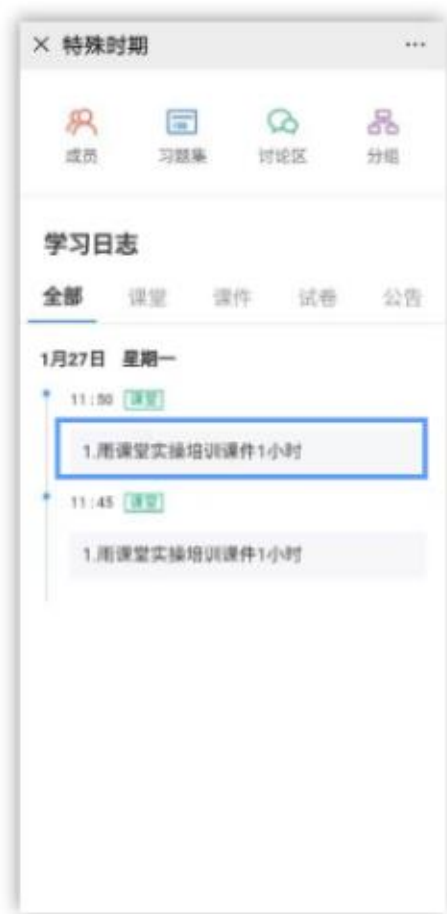 × 特殊时期 ...
成员 习题集 讨论区 分组
学习日志
全部 课堂 课件 试卷 公告
1月27日 星期一
11:50 课堂
1.雨课堂实操培训课件1小时
11:45 课堂
1.雨课堂实操培训课件1小时